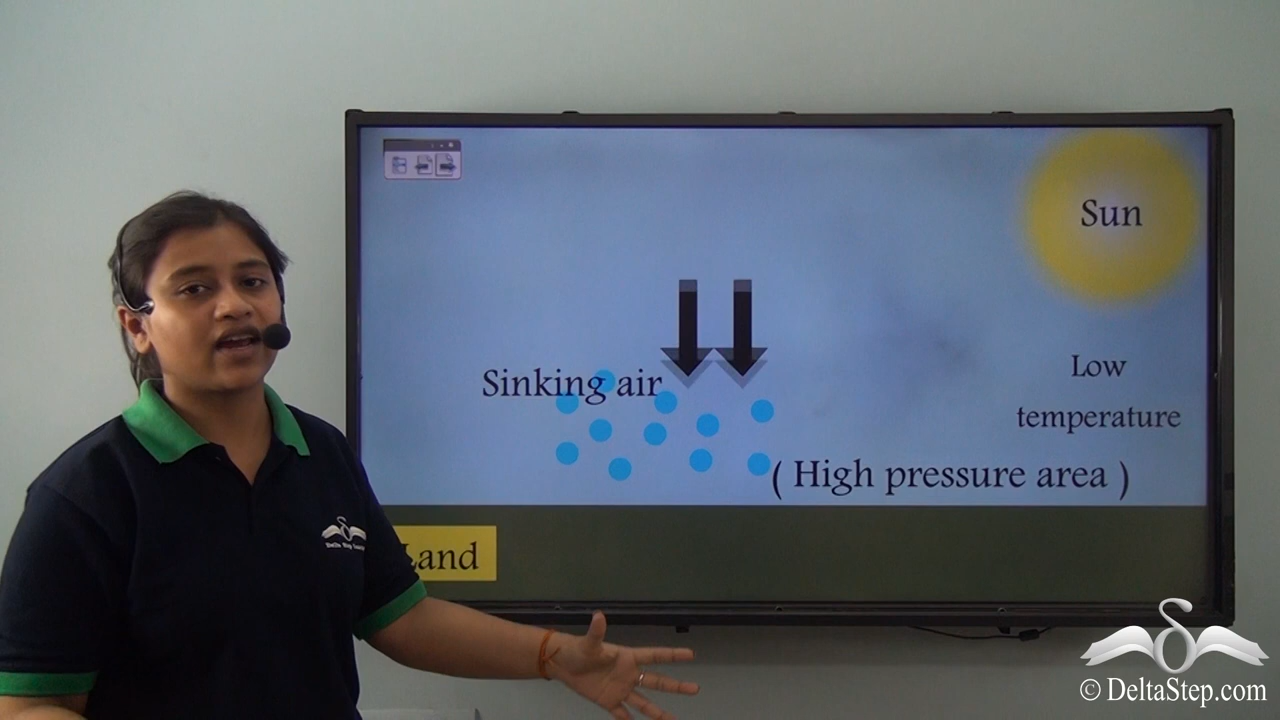 Sun
Sinking air
Low
temperature
( High pressure area )
Land
© DeltaStep.com